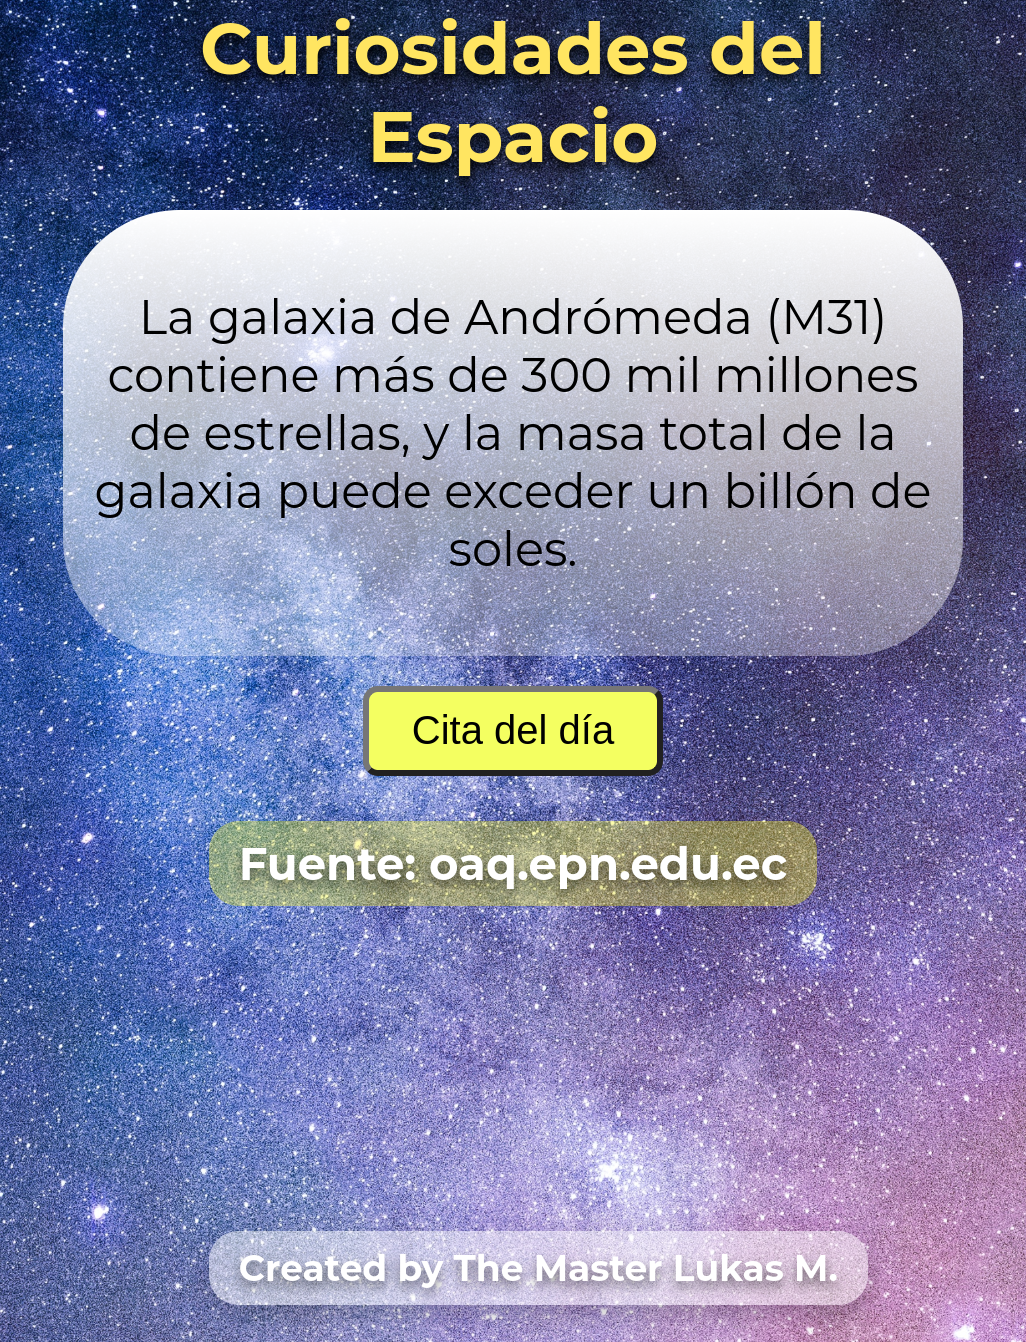 Curiosidades del
Espacio
La galaxia de Andrómeda (M31)
contiene más de 300 mil millones
de estrellas, y la masa total de la
galaxia puede exceder un billón de
soles.
Cita del día
Fuente: oaq.epn.edu.ec
Created by The Master Lukas M.